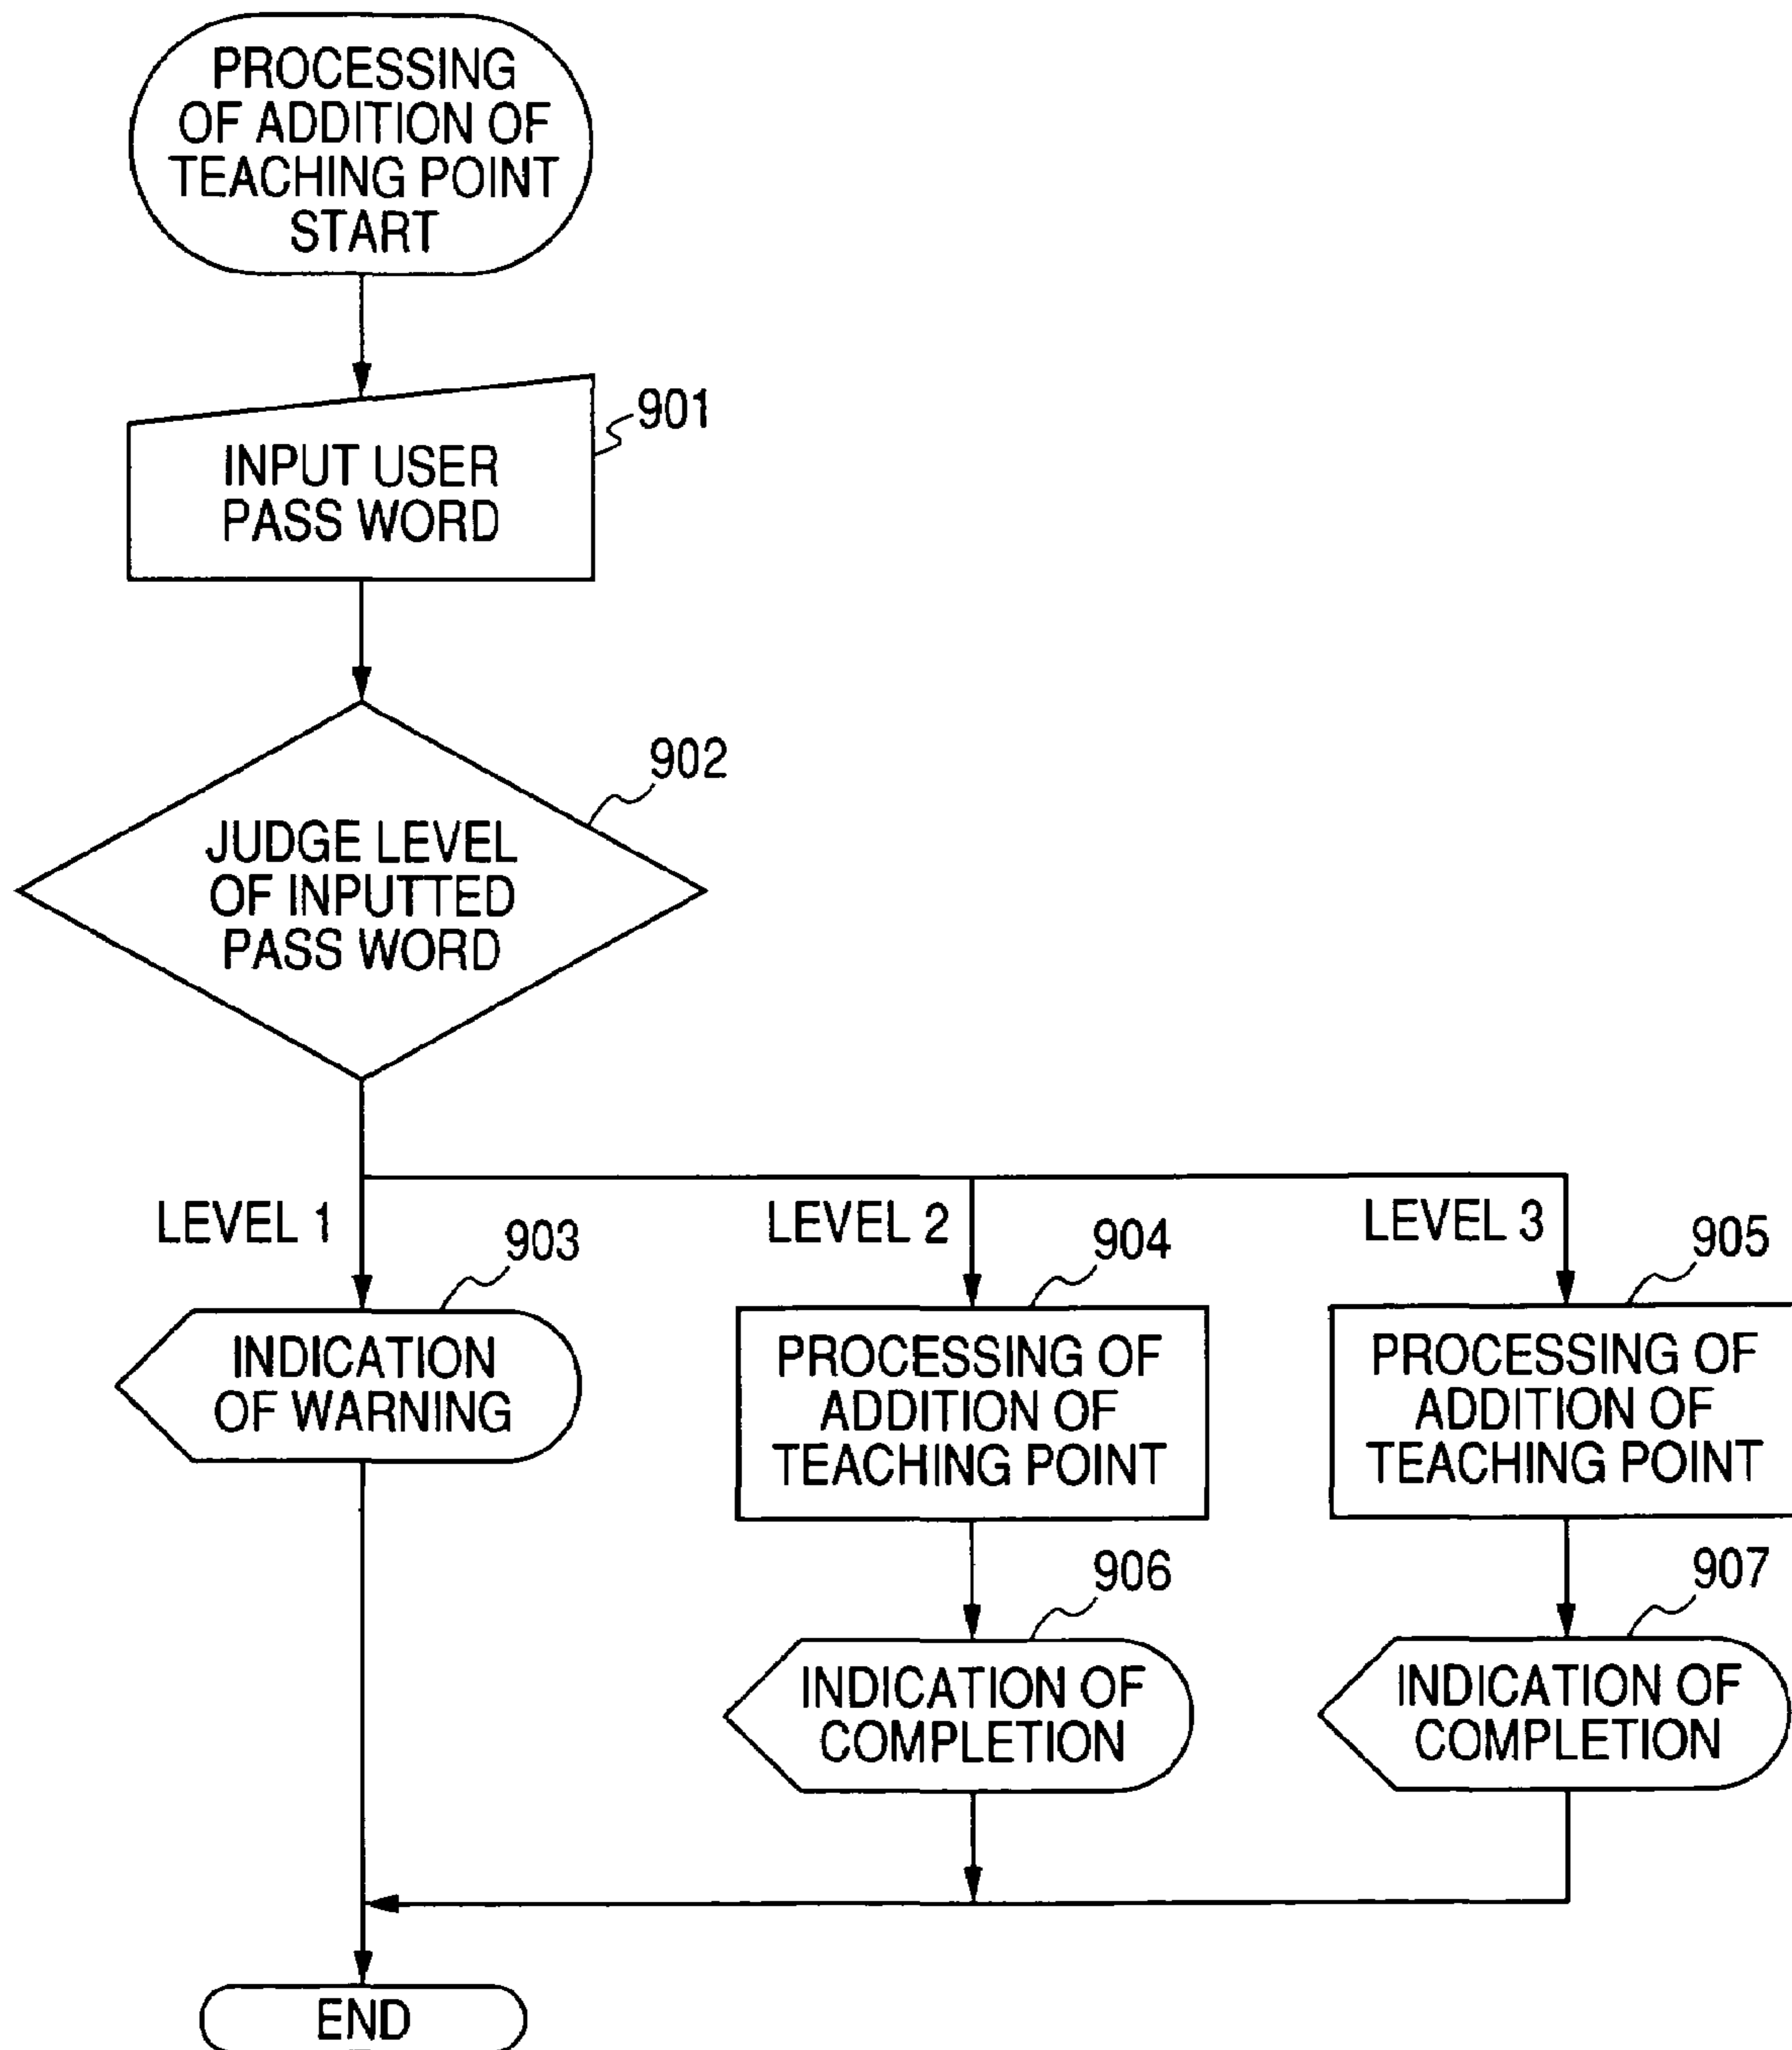 PROCESSING
OF ADDITION OF
TEACHING POINT
START
901
INPUT USER
PASS WORD
902
JUDGE LEVEL
OF INPUTTED
PASS WORD
LEVEL 1
903
INDICATION
OF WARNING
LEVEL 2
904
PROCESSING OF
ADDITION OF
TEACHING POINT
LEVEL 3
905
PROCESSING OF
ADDITION OF
TEACHING POINT
906
INDICATION OF
COMPLETION
907
INDICATION OF
COMPLETION
END